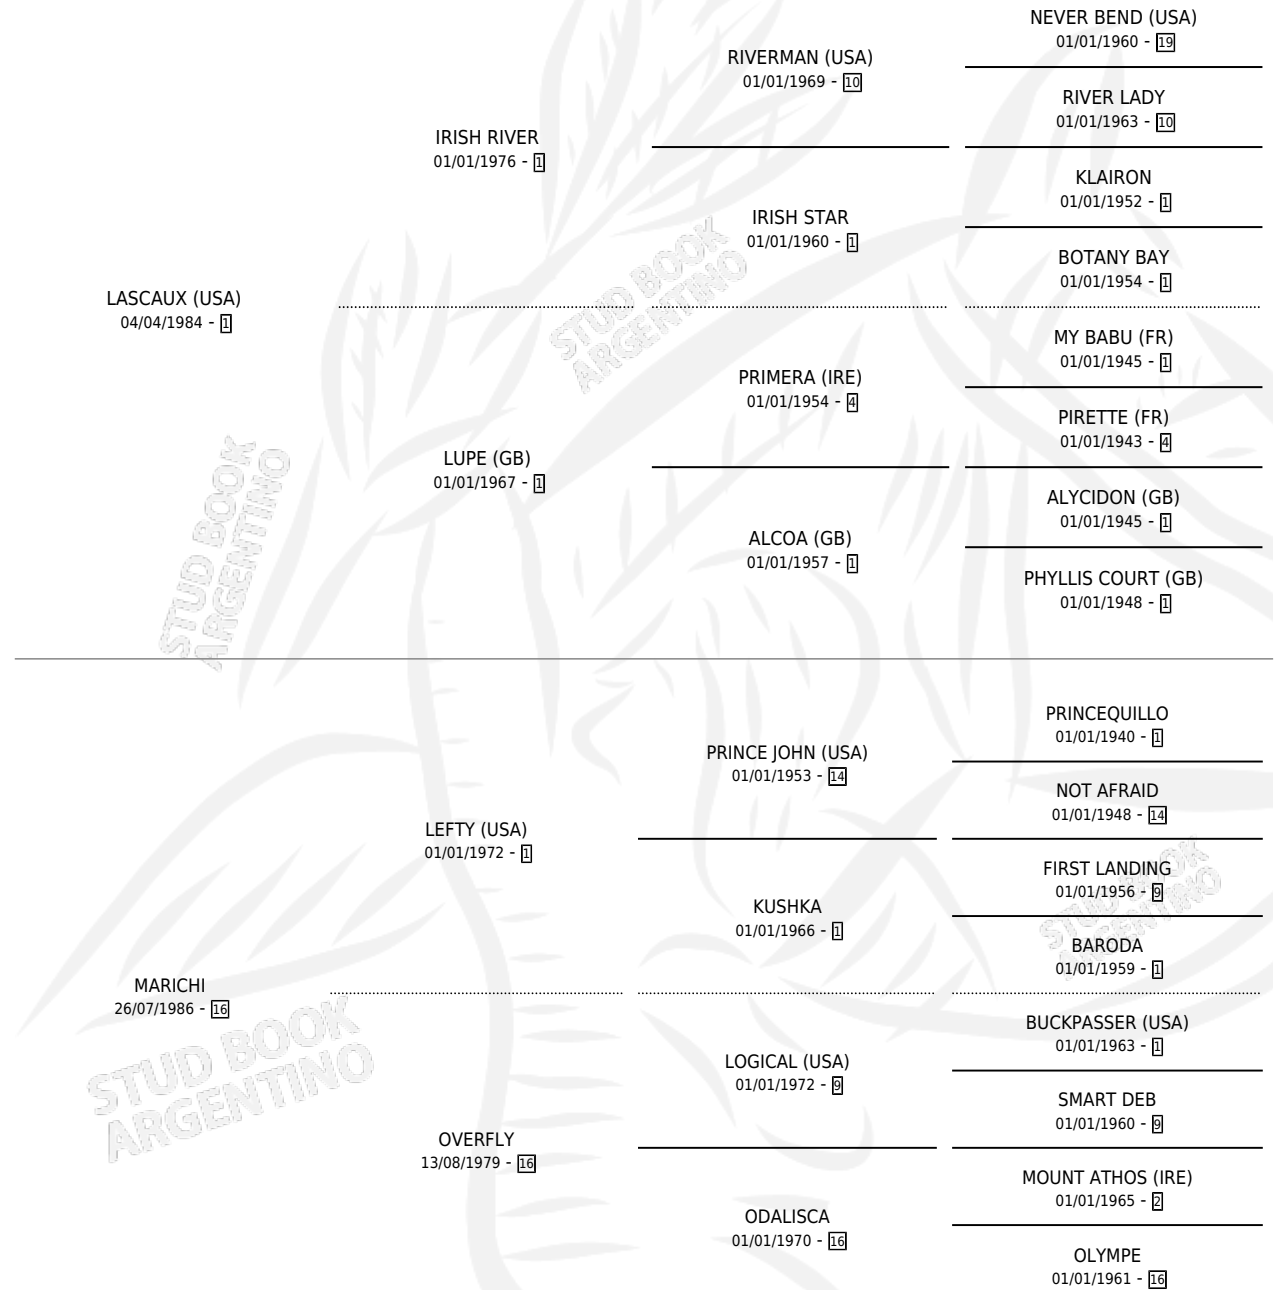 NEVER BEND (USA)
01/01/1960 - 19
RIVERMAN (USA)
01/01/1969 - 10
RIVER LADY
01/01/1963 - 10
IRISH RIVER
01/01/1976 - 1
KLAIRON
01/01/1952 - 1
IRISH STAR
01/01/1960 - 1
BOTANY BAY
01/01/1954 - 1
LASCAUX (USA)
04/04/1984 - 1
STUD BOOK
ARGENTINO
MY BABU (FR)
01/01/1945 - 1
PRIMERA (IRE)
01/01/1954 - 4
PIRETTE (FR)
01/01/1943 - 4
LUPE (GB)
01/01/1967 - 1
ALYCIDON (GB)
01/01/1945 - 1
ALCOA (GB)
01/01/1957 - 1
PHYLLIS COURT (GB)
01/01/1948 - 1
STUD BOOK
ARGENTINO
PRINCEQUILLO
01/01/1940 - 1
PRINCE JOHN (USA)
01/01/1953 - 14
NOT AFRAID
01/01/1948 - 14
LEFTY (USA)
01/01/1972 - 1
FIRST LANDING
01/01/1956 - 9
KUSHKA
01/01/1966 - 1
STUD BOOK
ARGENTINO
BARODA
01/01/1959 - 1
MARICHI
26/07/1986 - 16
STUD BOOK
ARGENTINO
BUCKPASSER (USA)
01/01/1963 - 1
LOGICAL (USA)
01/01/1972 - 9
SMART DEB
01/01/1960 - 9
OVERFLY
13/08/1979 - 16
MOUNT ATHOS (IRE)
01/01/1965 - 2
ODALISCA
01/01/1970 - 16
OLYMPE
01/01/1961 - 16